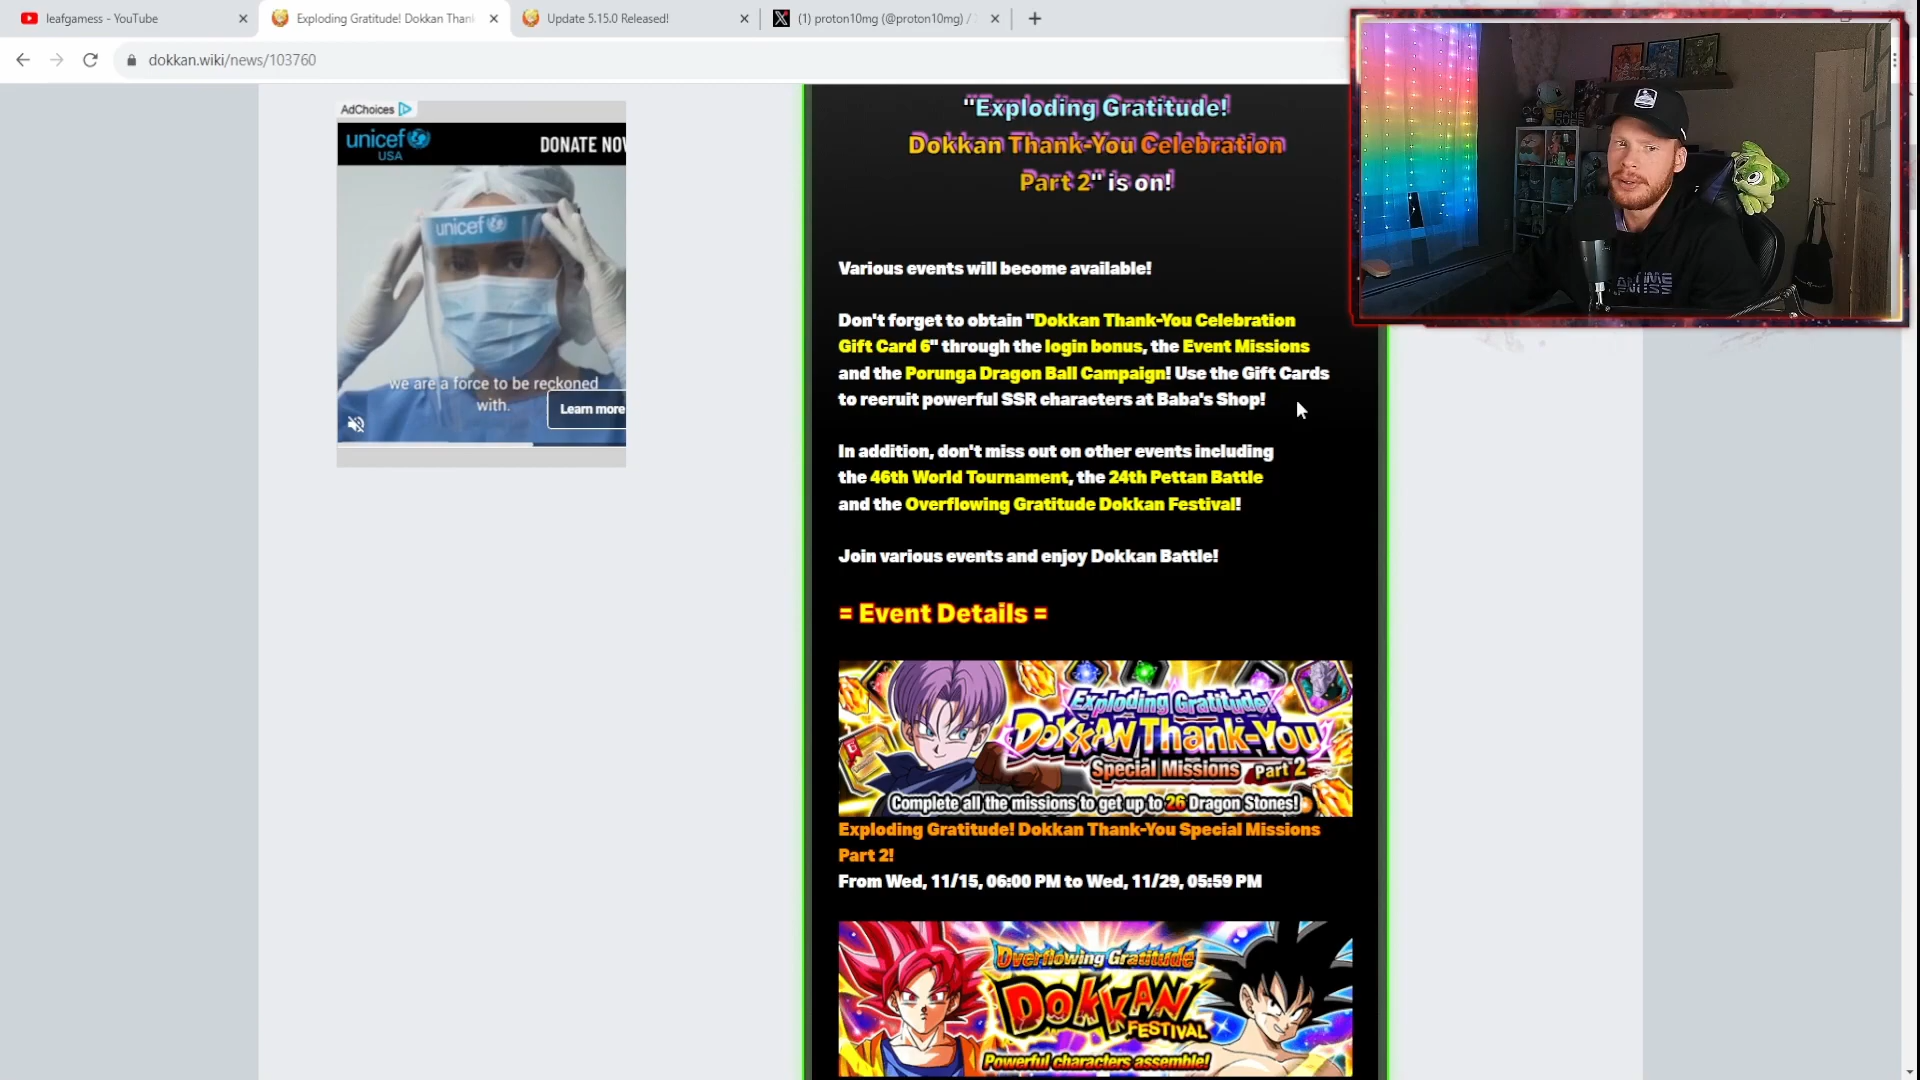 leafgamess - YouTube
Exploding Gratitude! Dokkan Than
Update 5.15.0 Released!
(1) proton10mg (@proton10mg) /
dokkan.wiki/news/103760
AdChoices
unicef
USA
DONATE NOW
unicef
we are a force to be reckoned
with.
Learn more
"Exploding Gratitude!
Dokkan Thank-You Celebration
Part 2" is on!
Various events will become available!
Don't forget to obtain "Dokkan Thank-You Celebration
Gift Card 6" through the login bonus, the Event Missions
and the Porunga Dragon Ball Campaign! Use the Gift Cards
to recruit powerful SSR characters at Baba's Shop!
In addition, don't miss out on other events including
the 46th World Tournament, the 24th Pettan Battle
and the Overflowing Gratitude Dokkan Festival!
Join various events and enjoy Dokkan Battle!
= Event Details =
Exploding Gratitude!
DOKKAN Thank-You
Special Missions Part 2
Complete all the missions to get up to 26 Dragon Stones!
Exploding Gratitude! Dokkan Thank-You Special Missions
Part 2!
From Wed, 11/15, 06:00 PM to Wed, 11/29, 05:59 PM
Overflowing Gratitude
DOKKAN
FESTIVAL
Powerful characters assemble!